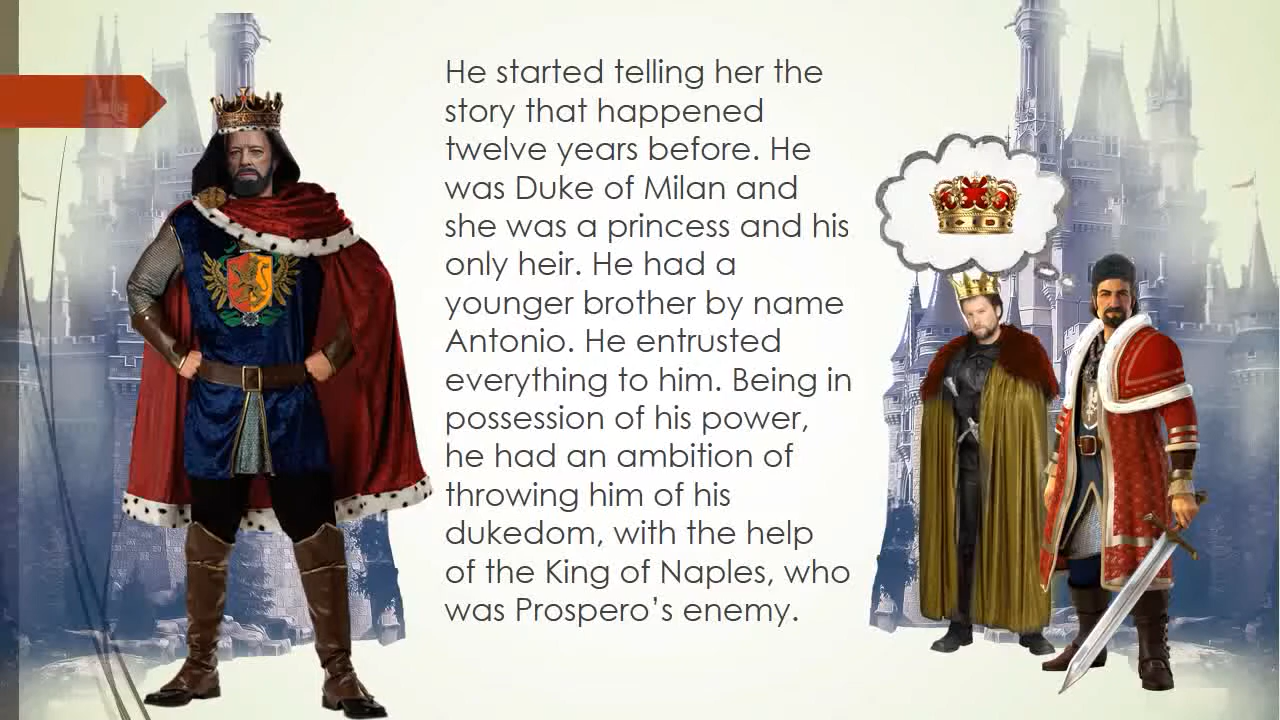 He started telling her the
story that happened
twelve years before. He
was Duke of Milan and
she was a princess and his
only heir. He had a
younger brother by name
Antonio. He entrusted
everything to him. Being in
possession of his power,
he had an ambition of
throwing him of his
dukedom, with the help
of the King of Naples, who
was Prospero’s enemy.